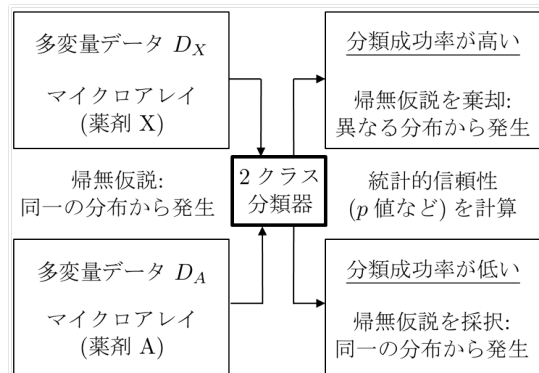 多変量データ D_X
マイクロアレイ
(薬剤 X)
帰無仮説:
同一の分布から発生
多変量データ D_A
マイクロアレイ
(薬剤 A)
2 クラス
分類器
分類成功率が高い
帰無仮説を棄却:
異なる分布から発生
統計的信頼性
(p 値など) を計算
分類成功率が低い
帰無仮説を採択:
同一の分布から発生